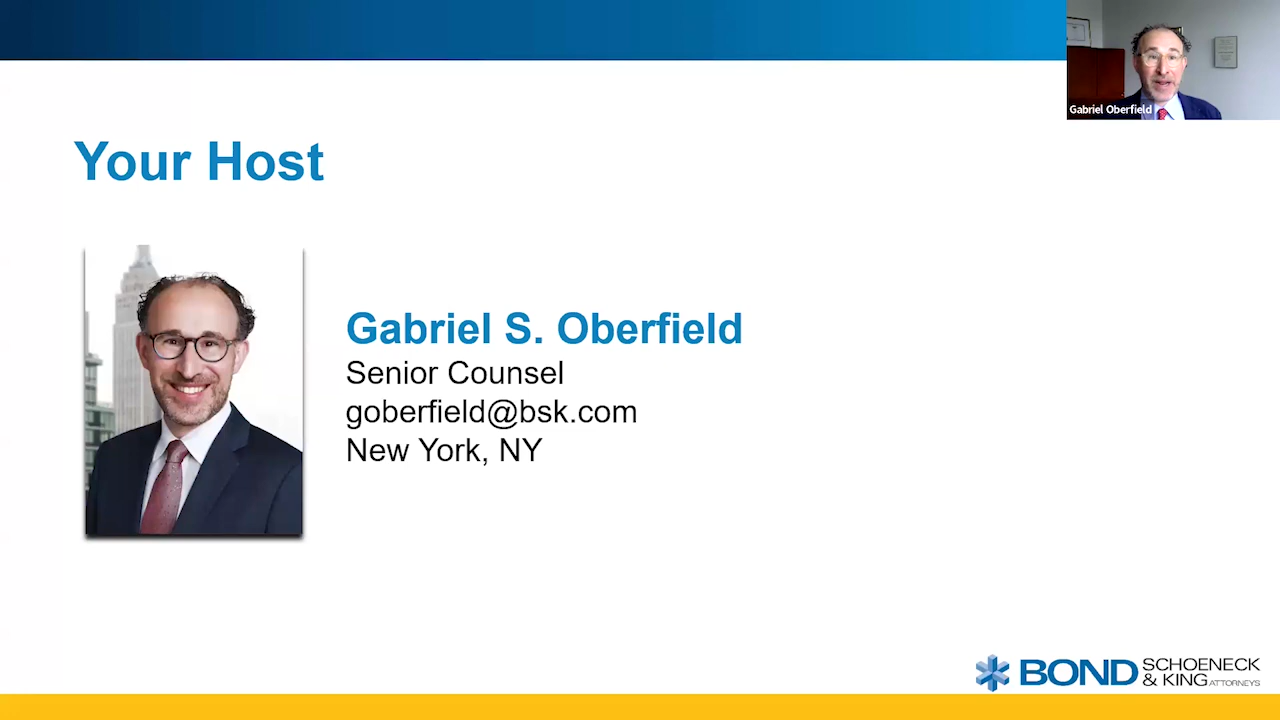 Gabriel Oberfield
Your Host
Gabriel S. Oberfield
Senior Counsel
goberfield@bsk.com
New York, NY
BOND SCHOENECK
& KING ATTORNEYS